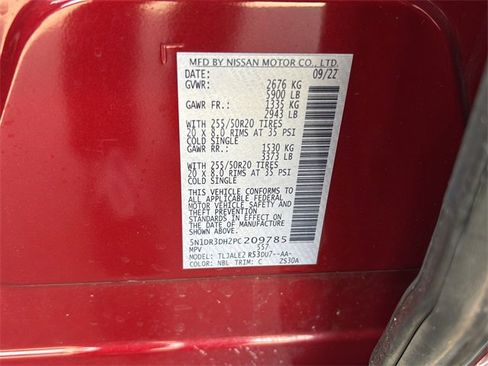 MFD BY NISSAN MOTOR CO., LTD.
DATE: 09/22
GVWR: 2676 KG
5900 LB
GAWR FR.: 1335 KG
2943 LB
WITH 255/50R20 TIRES
20 X 8.0 RIMS AT 35 PSI
COLD SINGLE
GAWR RR.: 1530 KG
3373 LB
WITH 255/50R20 TIRES
20 X 8.0 RIMS AT 35 PSI
COLD SINGLE
THIS VEHICLE CONFORMS TO
ALL APPLICABLE FEDERAL
MOTOR VEHICLE SAFETY AND
THEFT PREVENTION
STANDARDS IN EFFECT ON
THE DATE OF MANUFACTURE
SHOWN ABOVE.
5N1DR3DH2PC209785
MPV 557
MODEL: TLJALE2 R53DU7--AA-
COLOR: NBL TRIM: C ZS30A